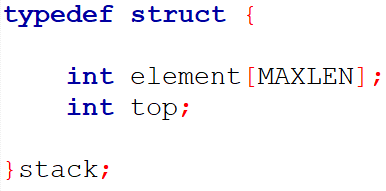 typedef struct {
    int element[MAXLEN];
    int top;
}stack;